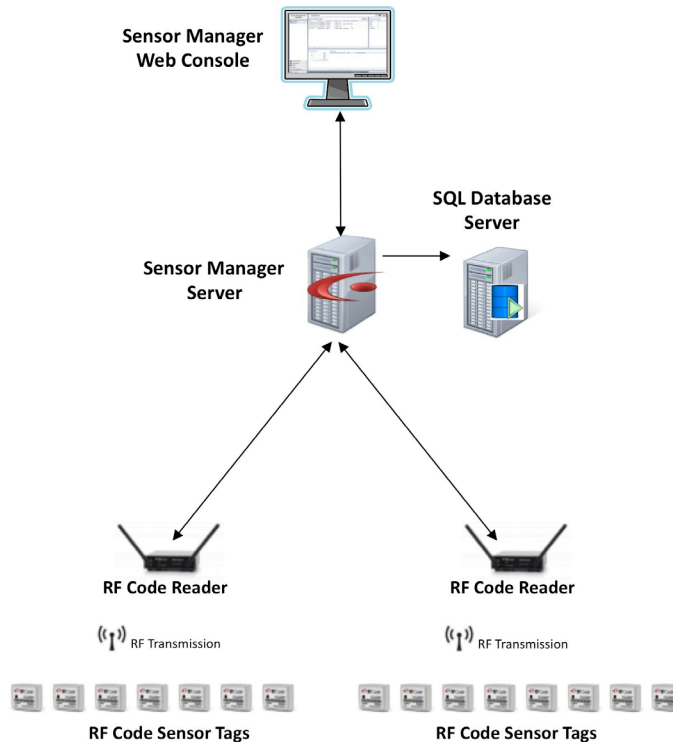 Sensor Manager
Web Console
SQL Database
Server
Sensor Manager
Server
RF Code Reader
RF Code Reader
RF Transmission
RF Transmission
RF Code Sensor Tags
RF Code Sensor Tags